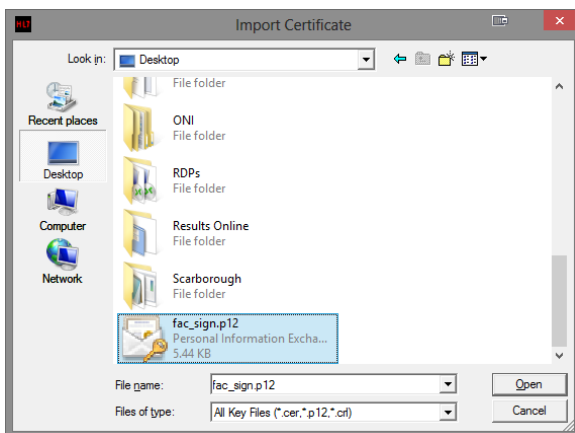 HLT
Import Certificate
Look in:
Desktop
Recent places
Desktop
Computer
Network
File folder
ONI
File folder
RDPs
File folder
Results Online
File folder
Scarborough
File folder
fac_sign.p12
Personal Information Excha...
5.44 KB
File name:
fac_sign.p12
Open
Files of type:
All Key Files (*.cer,*.p12,*.crl)
Cancel